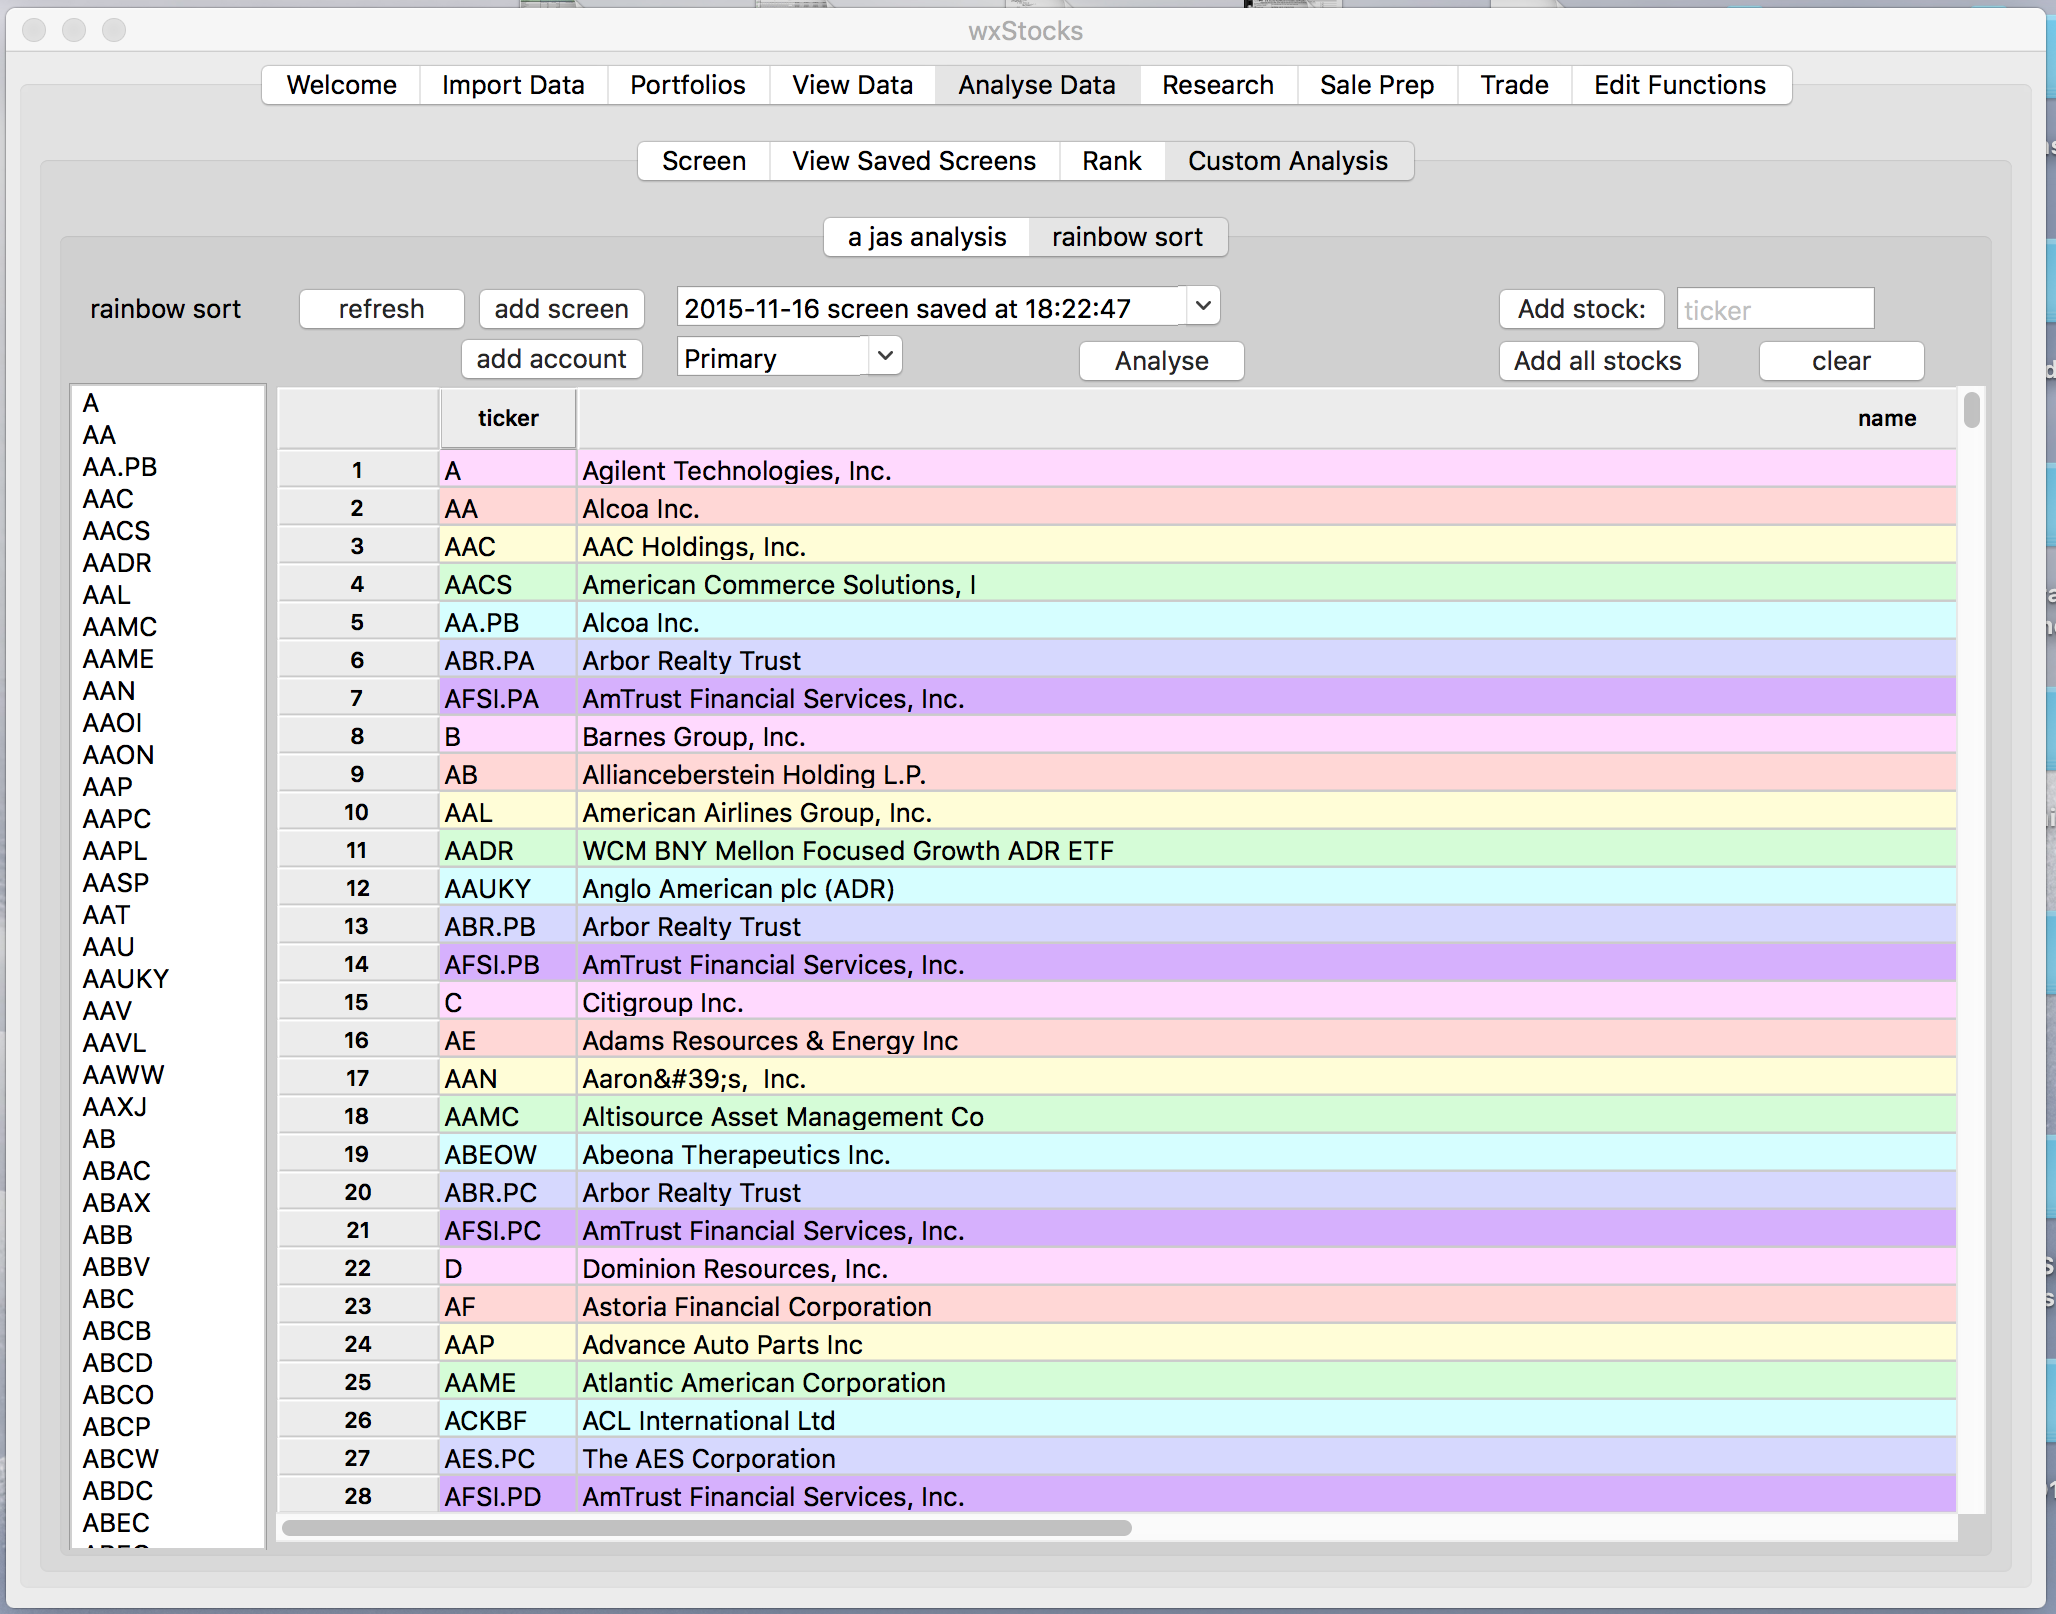 wxStocks
Welcome Import Data Portfolios View Data Analyse Data Research Sale Prep Trade Edit Functions
Screen View Saved Screens Rank Custom Analysis
a jas analysis rainbow sort
rainbow sort refresh add screen 2015-11-16 screen saved at 18:22:47 Add stock: ticker
add account Primary Analyse Add all stocks clear
A
AA
AA.PB
AAC
AACS
AADR
AAL
AAMC
AAME
AAN
AAOI
AAON
AAP
AAPC
AAPL
AASP
AAT
AAU
AAUKY
AAV
AAVL
AAWW
AAXJ
AB
ABAC
ABAX
ABB
ABBV
ABC
ABCB
ABCD
ABCO
ABCP
ABCW
ABDC
ABEC
ticker name
1 A Agilent Technologies, Inc.
2 AA Alcoa Inc.
3 AAC AAC Holdings, Inc.
4 AACS American Commerce Solutions, I
5 AA.PB Alcoa Inc.
6 ABR.PA Arbor Realty Trust
7 AFSI.PA AmTrust Financial Services, Inc.
8 B Barnes Group, Inc.
9 AB Allianceberstein Holding L.P.
10 AAL American Airlines Group, Inc.
11 AADR WCM BNY Mellon Focused Growth ADR ETF
12 AAUKY Anglo American plc (ADR)
13 ABR.PB Arbor Realty Trust
14 AFSI.PB AmTrust Financial Services, Inc.
15 C Citigroup Inc.
16 AE Adams Resources & Energy Inc
17 AAN Aaron&#39;s,  Inc.
18 AAMC Altisource Asset Management Co
19 ABEOW Abeona Therapeutics Inc.
20 ABR.PC Arbor Realty Trust
21 AFSI.PC AmTrust Financial Services, Inc.
22 D Dominion Resources, Inc.
23 AF Astoria Financial Corporation
24 AAP Advance Auto Parts Inc
25 AAME Atlantic American Corporation
26 ACKBF ACL International Ltd
27 AES.PC The AES Corporation
28 AFSI.PD AmTrust Financial Services, Inc.